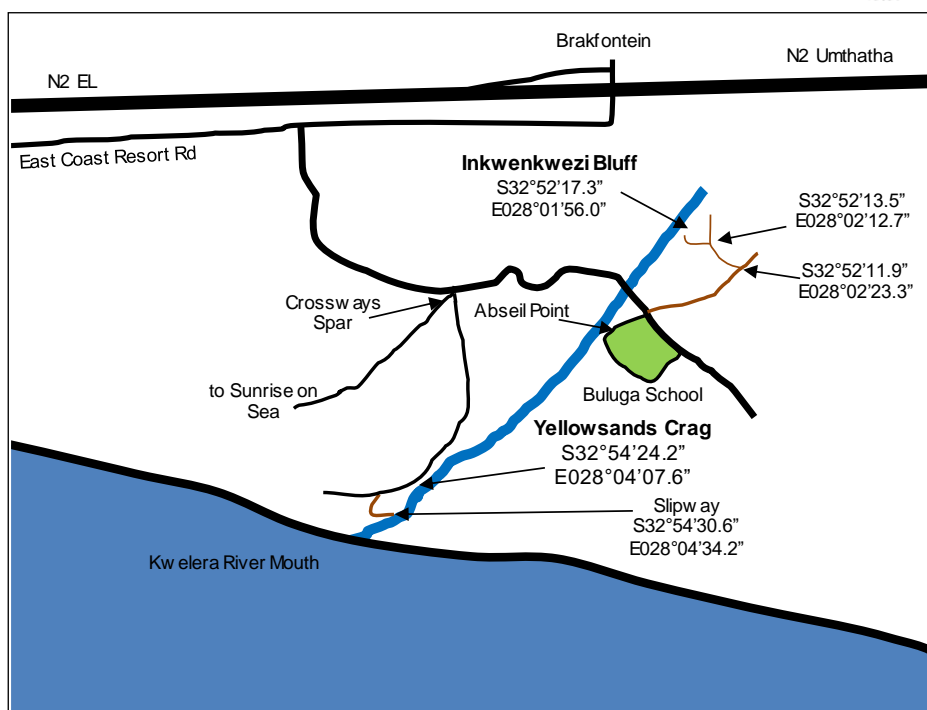 Brakfontein
N2 EL
N2 Umthatha
East Coast Resort Rd
Inkwenkwezi Bluff
S32°52'17.3”
E028°01'56.0”
S32°52'13.5”
E028°02'12.7”
S32°52'11.9”
E028°02'23.3”
Crossways
Spar
Abseil Point
to Sunrise on
Sea
Buluga School
Yellowsands Crag
S32°54'24.2”
E028°04'07.6”
Slipway
S32°54'30.6”
E028°04'34.2”
Kwelera River Mouth